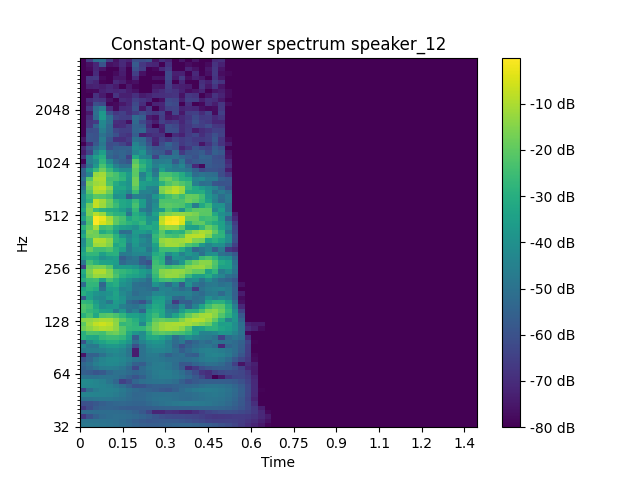 Constant-Q power spectrum speaker_12
Hz
2048
1024
512
256
128
64
32
0 0.15 0.3 0.45 0.6 0.75 0.9 1.1 1.2 1.4
Time
-10 dB
-20 dB
-30 dB
-40 dB
-50 dB
-60 dB
-70 dB
-80 dB